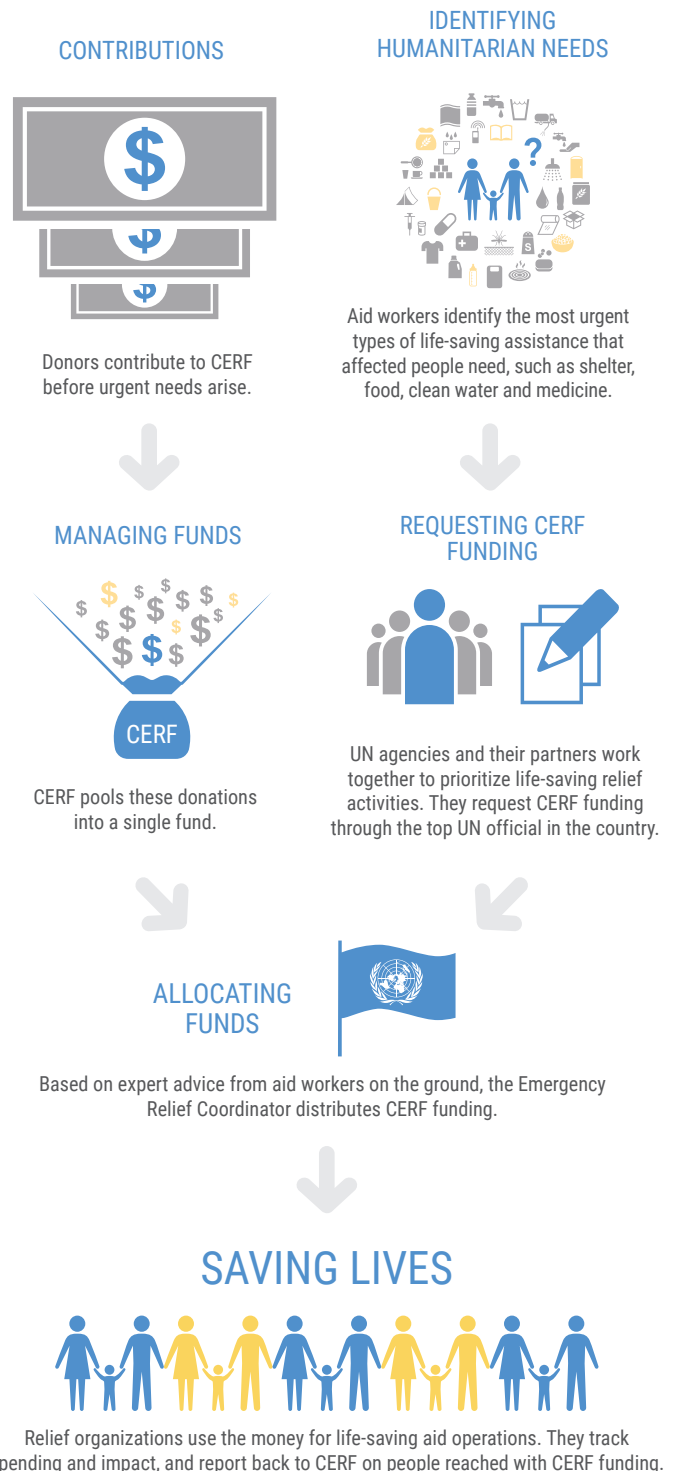 CONTRIBUTIONS
$
$
$
Donors contribute to CERF
before urgent needs arise.
IDENTIFYING
HUMANITARIAN NEEDS
?
S
Aid workers identify the most urgent
types of life-saving assistance that
affected people need, such as shelter,
food, clean water and medicine.
MANAGING FUNDS
$ $ $ $ $ $ $ $ $ $ $ $ $ $ $ $
CERF
CERF pools these donations
into a single fund.
REQUESTING CERF
FUNDING
UN agencies and their partners work
together to prioritize life-saving relief
activities. They request CERF funding
through the top UN official in the country.
ALLOCATING
FUNDS
Based on expert advice from aid workers on the ground, the Emergency
Relief Coordinator distributes CERF funding.
SAVING LIVES
Relief organizations use the money for life-saving aid operations. They track
pending and impact, and report back to CERF on people reached with CERF funding.